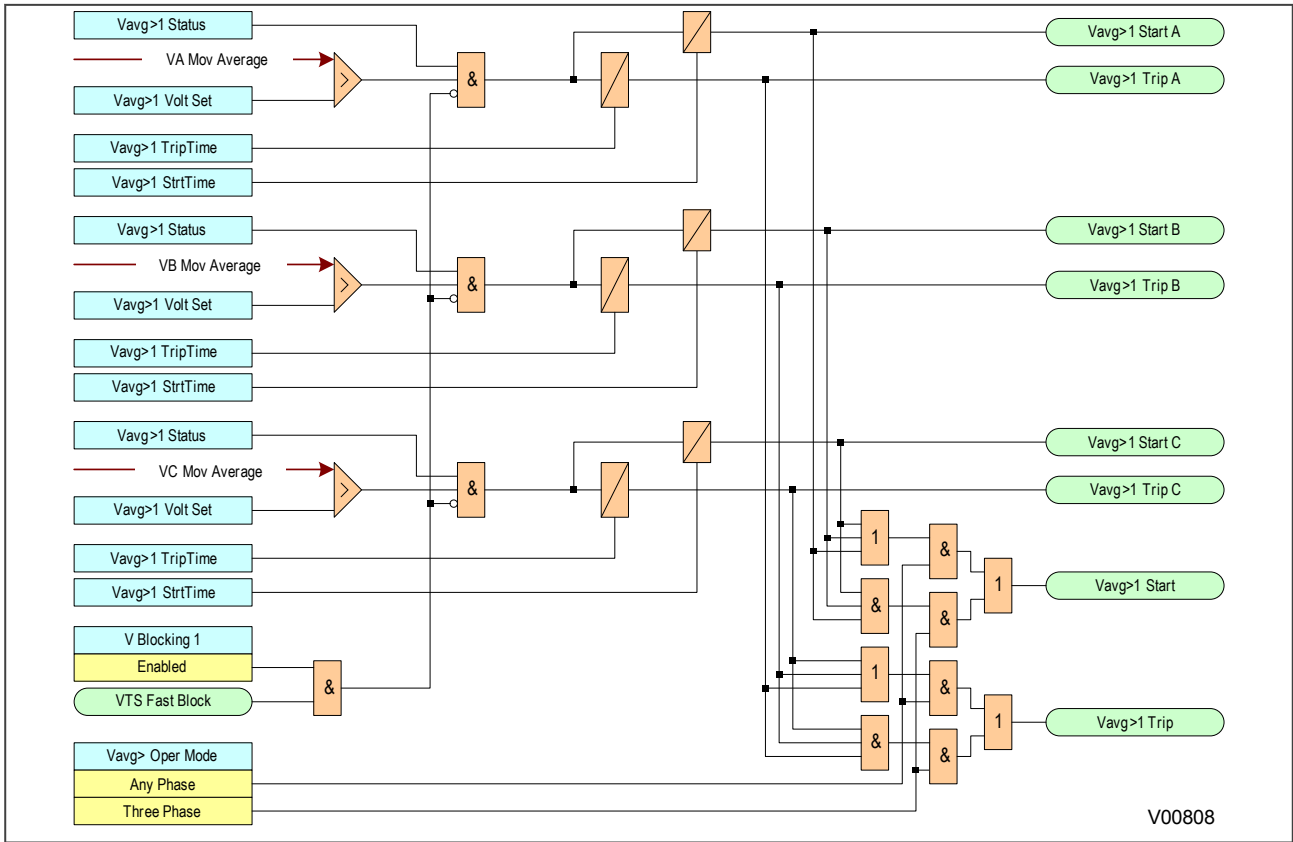 Vavg>1 Status
VA Mov Average
Vavg>1 Volt Set
Vavg>1 TripTime
Vavg>1 StrtTime
>
&
Vavg>1 Start A
Vavg>1 Trip A
Vavg>1 Status
VB Mov Average
Vavg>1 Volt Set
Vavg>1 TripTime
Vavg>1 StrtTime
>
&
Vavg>1 Start B
Vavg>1 Trip B
Vavg>1 Status
VC Mov Average
Vavg>1 Volt Set
Vavg>1 TripTime
Vavg>1 StrtTime
>
&
Vavg>1 Start C
Vavg>1 Trip C
1
&
&
&
1
Vavg>1 Start
V Blocking 1
Enabled
VTS Fast Block
&
1
&
&
&
1
Vavg>1 Trip
Vavg> Oper Mode
Any Phase
Three Phase
V00808